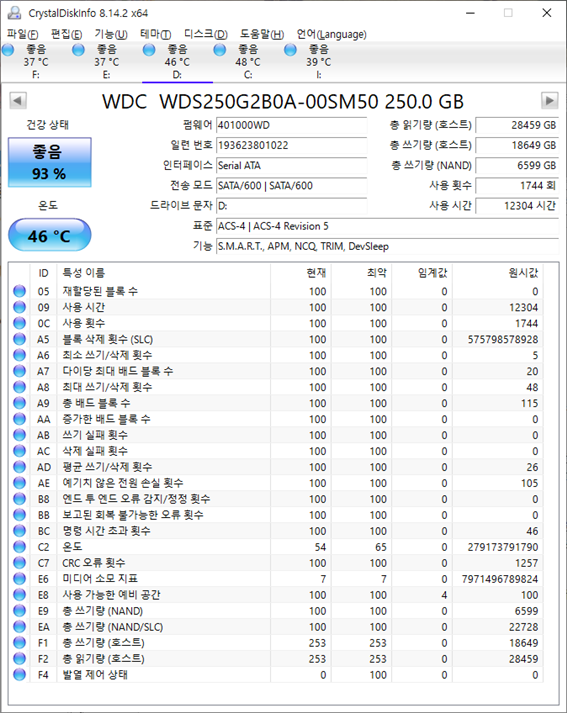 CrystalDiskInfo 8.14.2 x64
파일(F) 편집(E) 기능(U) 테마(T) 디스크(D) 도움말(H) 언어(Language)
좋음 좋음 좋음 좋음 좋음
37 °C 37 °C 46 °C 48 °C 39 °C
F: E: D: C: I:
WDC WDS250G2B0A-00SM50 250.0 GB
건강 상태
좋음
93 %
온도
46 °C
펌웨어 401000WD
일련 번호 193623801022
인터페이스 Serial ATA
전송 모드 SATA/600 | SATA/600
드라이브 문자 D:
표준 ACS-4 | ACS-4 Revision 5
기능 S.M.A.R.T., APM, NCQ, TRIM, DevSleep
총 읽기량 (호스트) 28459 GB
총 쓰기량 (호스트) 18649 GB
총 쓰기량 (NAND) 6599 GB
사용 횟수 1744 회
사용 시간 12304 시간
ID 특성 이름 현재 최악 임계값 원시값
05 재할당된 블록 수 100 100 0 0
09 사용 시간 100 100 0 12304
0C 사용 횟수 100 100 0 1744
A5 블록 삭제 횟수 (SLC) 100 100 0 575798578928
A6 최소 쓰기/삭제 횟수 100 100 0 5
A7 다이당 최대 배드 블록 수 100 100 0 20
A8 최대 쓰기/삭제 횟수 100 100 0 48
A9 총 배드 블록 수 100 100 0 115
AA 증가한 배드 블록 수 100 100 0 0
AB 쓰기 실패 횟수 100 100 0 0
AC 삭제 실패 횟수 100 100 0 0
AD 평균 쓰기/삭제 횟수 100 100 0 26
AE 예기치 않은 전원 손실 횟수 100 100 0 105
B8 엔드 투 엔드 오류 감지/정정 횟수 100 100 0 0
BB 보고된 회복 불가능한 오류 횟수 100 100 0 0
BC 명령 시간 초과 횟수 100 100 0 46
C2 온도 54 65 0 279173791790
C7 CRC 오류 횟수 100 100 0 1257
E6 미디어 소모 지표 7 7 0 7971496789824
E8 사용 가능한 예비 공간 100 100 4 100
E9 총 쓰기량 (NAND) 100 100 0 6599
EA 총 쓰기량 (NAND/SLC) 100 100 0 22728
F1 총 쓰기량 (호스트) 253 253 0 18649
F2 총 읽기량 (호스트) 253 253 0 28459
F4 발열 제어 상태 0 100 0 0